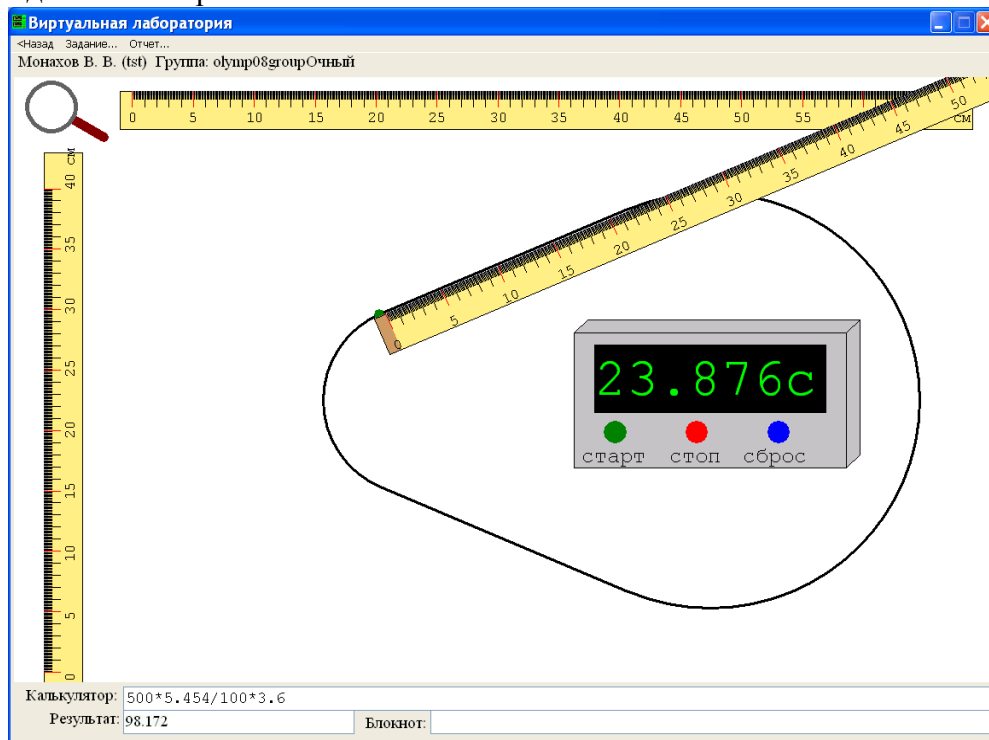 Виртуальная лаборатория
<Назад Задание... Отчет...
Монахов В. В. (tst) Группа: olymp08groupОчный
0 5 10 15 20 25 30 35 40 45 50 55 см
40 см
35
30
25
20
15
10
5
0
0 5 10 15 20 25 30 35 40 45 50
23.876с
старт стоп сброс
Калькулятор: 500*5.454/100*3.6
Результат: 98.172 Блокнот: